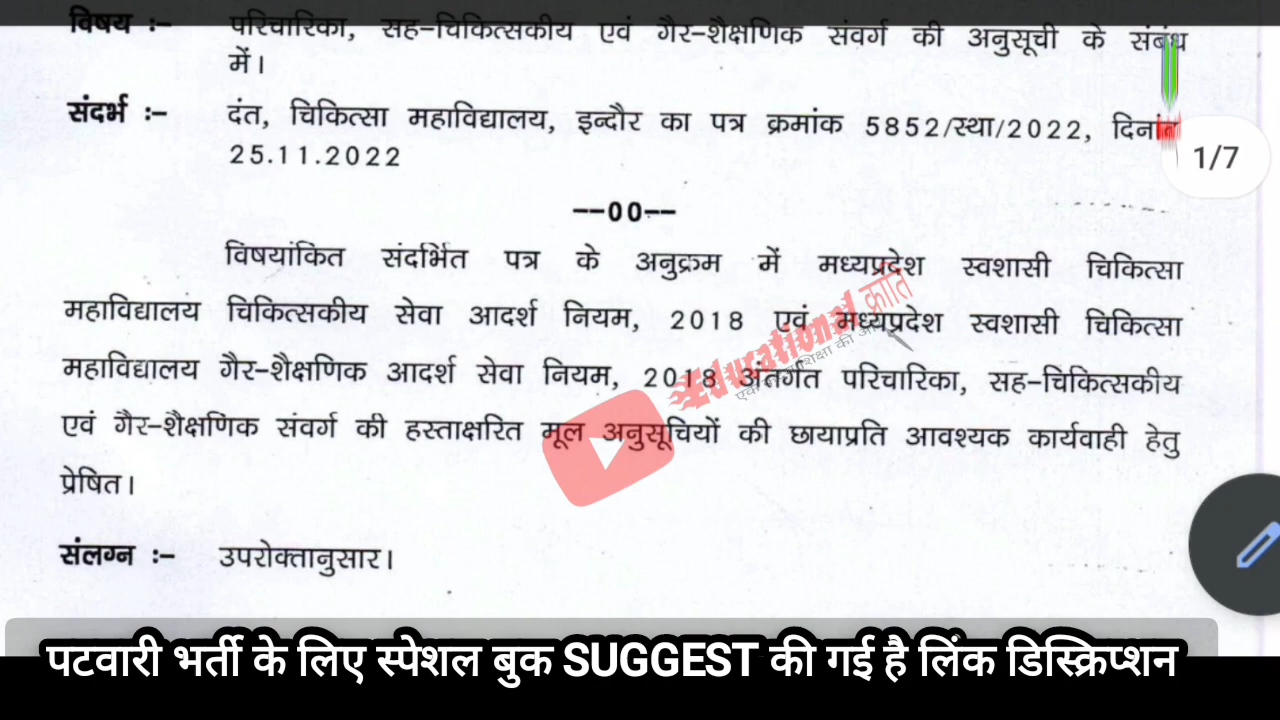 विषय :- परिचारिका, सह-चिकित्सकीय एवं गैर-शैक्षणिक संवर्ग की अनुसूची के संबंध
में।
संदर्भ :- दंत, चिकित्सा महाविद्यालय, इन्दौर का पत्र क्रमांक 5852/स्था/2022, दिनांक
25.11.2022
1/7
--00--
विषयांकित संदर्भित पत्र के अनुक्रम में मध्यप्रदेश स्वशासी चिकित्सा
महाविद्यालय चिकित्सकीय सेवा आदर्श नियम, 2018 एवं मध्यप्रदेश स्वशासी चिकित्सा
महाविद्यालय गैर-शैक्षणिक आदर्श सेवा नियम, 2018 अंतर्गत परिचारिका, सह-चिकित्सकीय
एवं गैर-शैक्षणिक संवर्ग की हस्ताक्षरित मूल अनुसूचियों की छायाप्रति आवश्यक कार्यवाही हेतु
प्रेषित।
Educational क्रांति
संलग्न :- उपरोक्तानुसार।
पटवारी भर्ती के लिए स्पेशल बुक SUGGEST की गई है लिंक डिस्क्रिप्शन